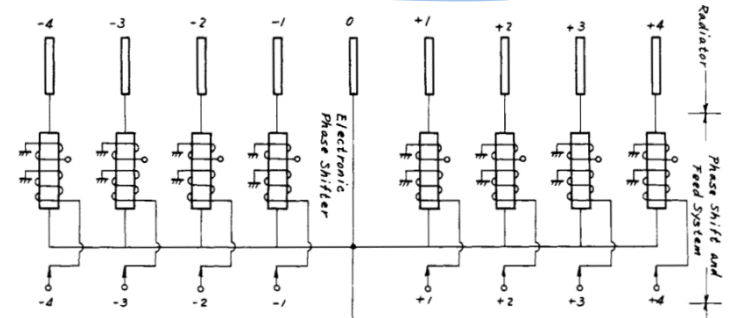 -4 -3 -2 -1 0 +1 +2 +3 +4
Radiator
Electronic
Phase Shifter
Phase Shift and
Feed System
-4 -3 -2 -1 +1 +2 +3 +4